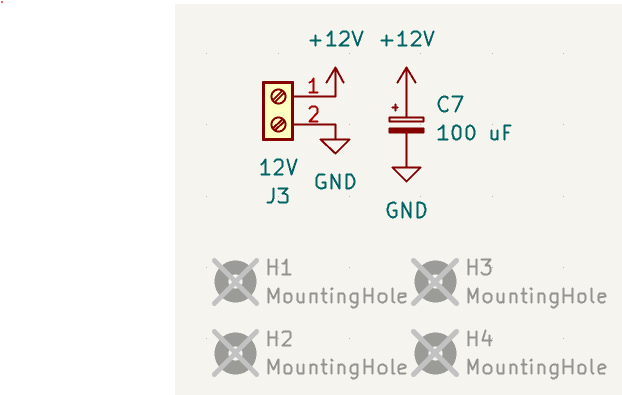 +12V +12V
1
2
C7
100 uF
12V
J3
GND
GND
H1
MountingHole
H3
MountingHole
H2
MountingHole
H4
MountingHole